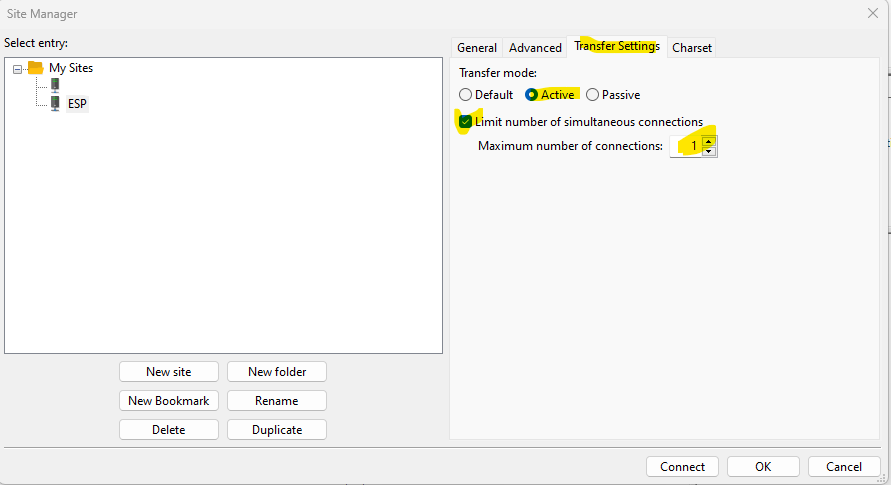 Site Manager
Select entry:
My Sites
ESP
New site
New folder
New Bookmark
Rename
Delete
Duplicate
General
Advanced
Transfer Settings
Charset
Transfer mode:
Default
Active
Passive
Limit number of simultaneous connections
Maximum number of connections:
1
Connect
OK
Cancel